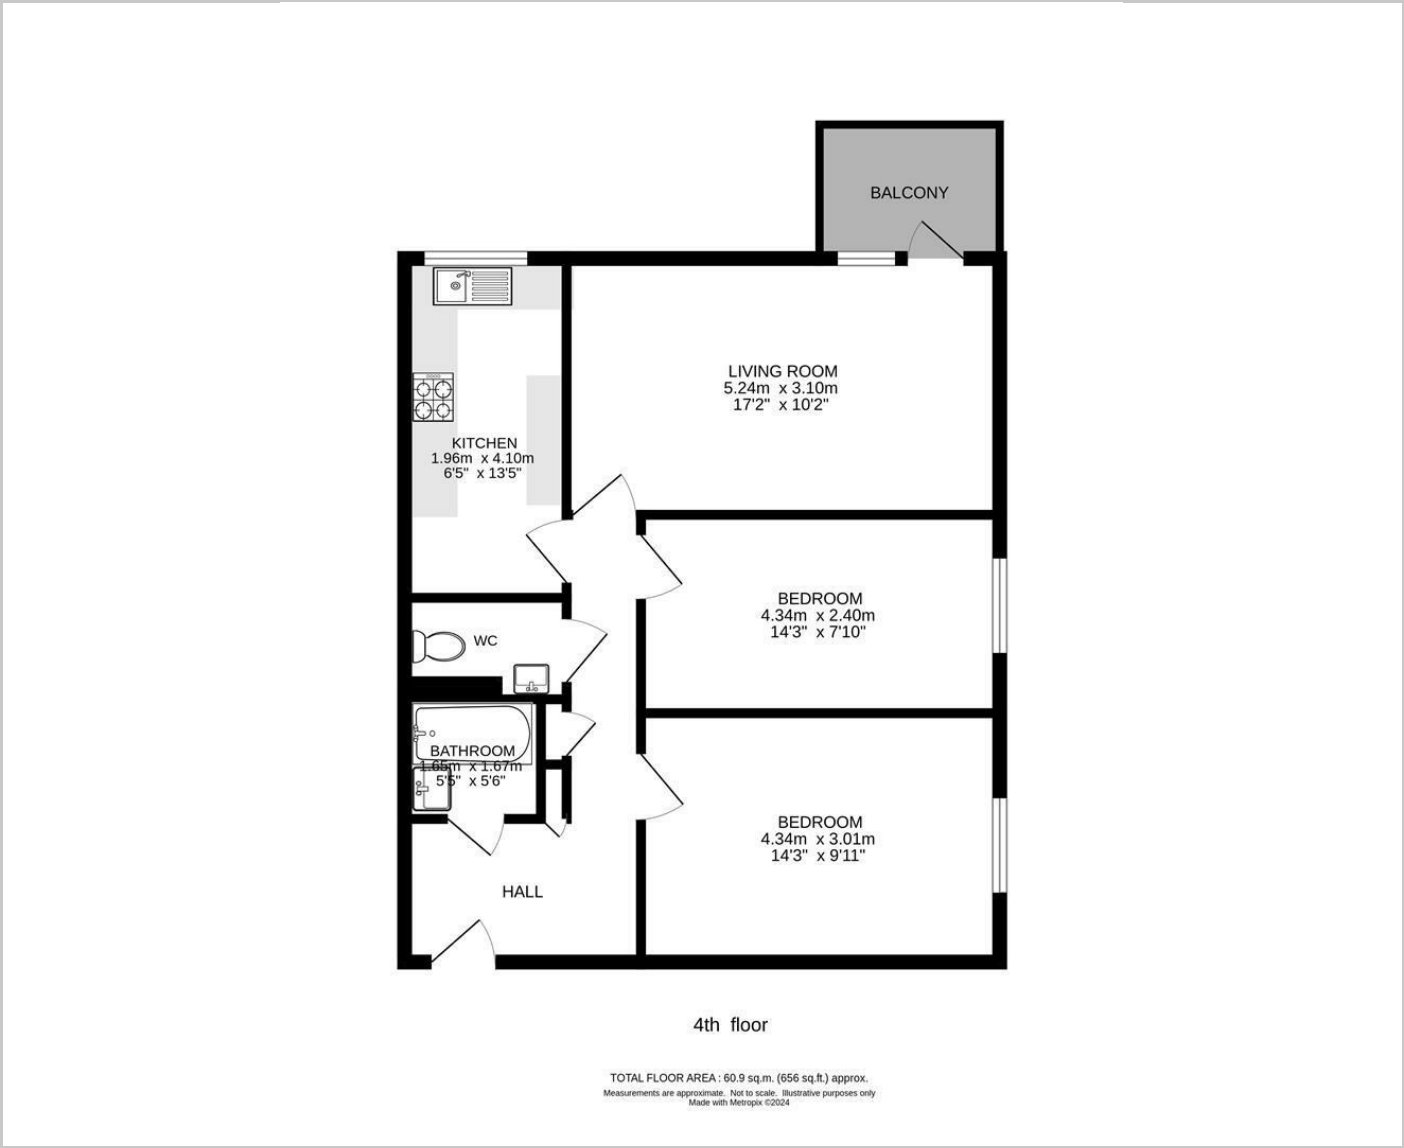 BALCONY
LIVING ROOM
5.24m x 3.10m
17'2" x 10'2"
KITCHEN
1.96m x 4.10m
6'5" x 13'5"
BEDROOM
4.34m x 2.40m
14'3" x 7'10"
WC
BATHROOM
1.65m x 1.67m
5'5" x 5'6"
BEDROOM
4.34m x 3.01m
14'3" x 9'11"
HALL
4th floor
TOTAL FLOOR AREA : 60.9 sq.m. (656 sq.ft.) approx.
Measurements are approximate. Not to scale. Illustrative purposes only
Made with Metropix ©2024